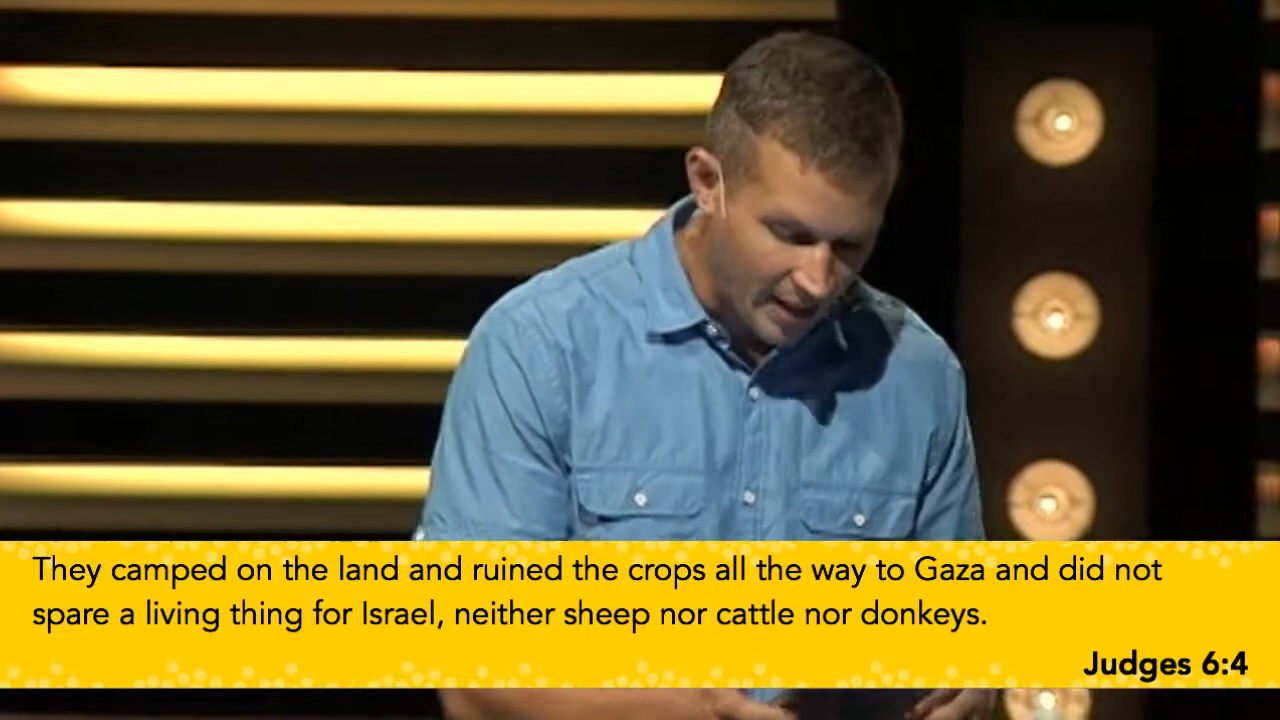 They camped on the land and ruined the crops all the way to Gaza and did not
spare a living thing for Israel, neither sheep nor cattle nor donkeys.
Judges 6:4